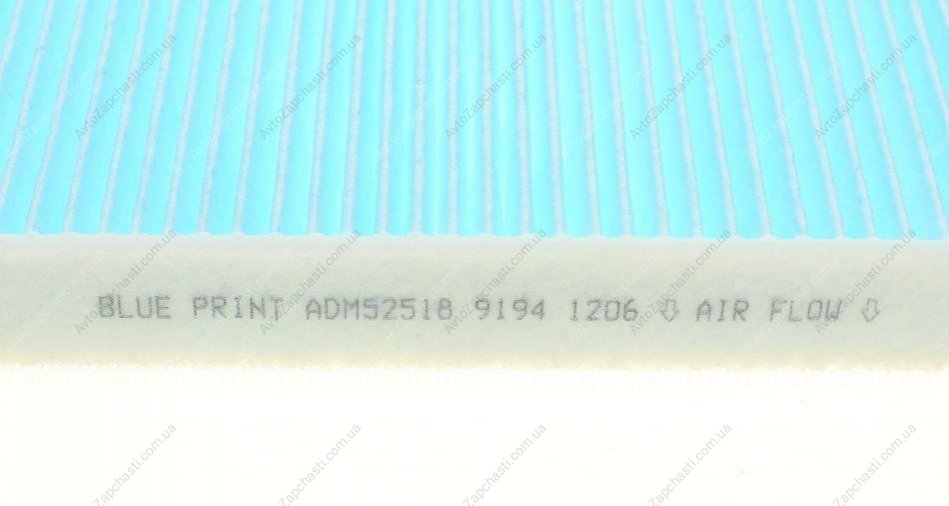 BLUE PRINT ADM52518 9194 1206 ⇩ AIR FLOW ⇩
AvtoZapchasti.com.ua